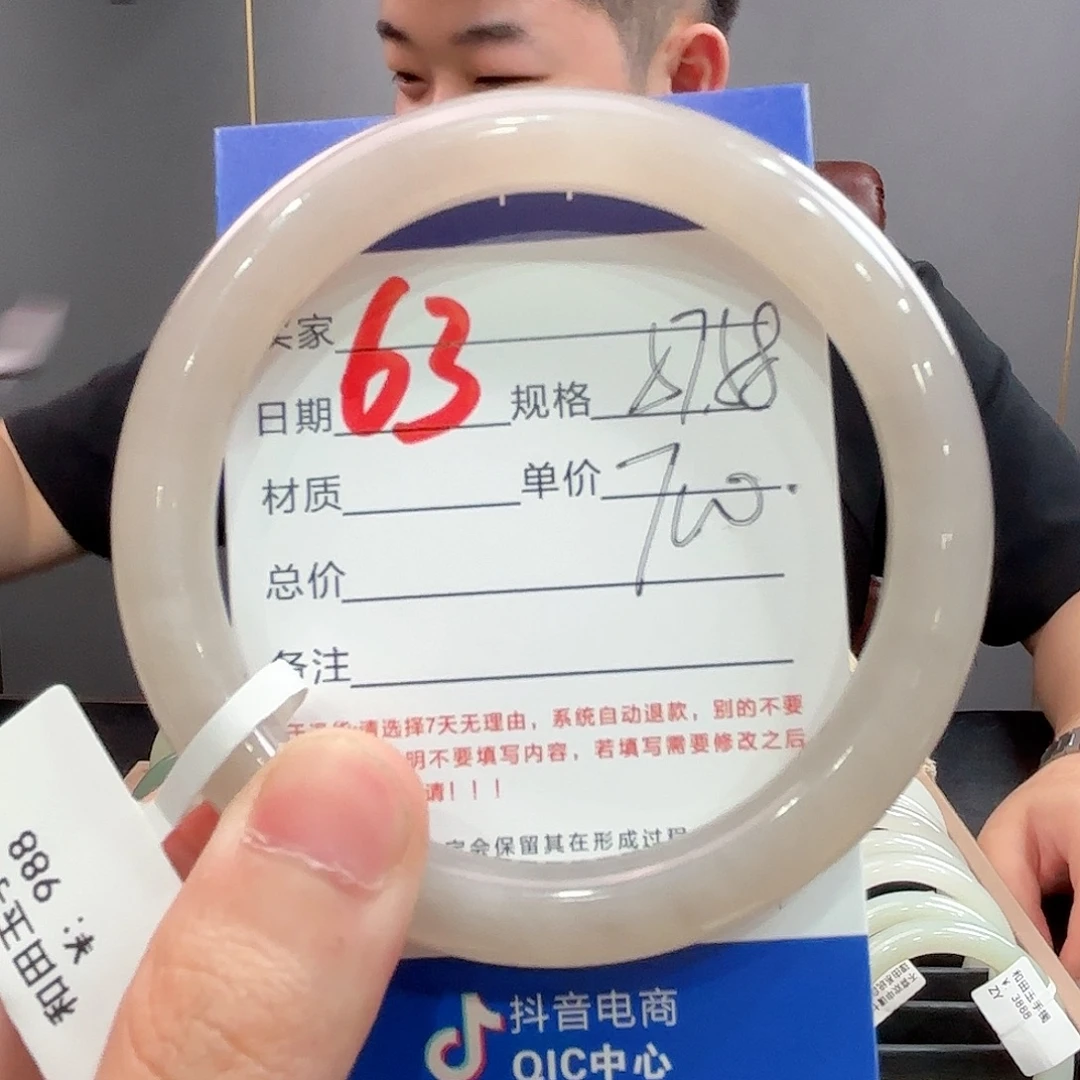 买家
63
日期 规格 57.8
材质 单价 700.
总价
备注
请选择7天无理由，系统自动退款，别的不要
明不要填写内容，若填写需要修改之后
请！！！
会保留其在形成过程
抖音电商
QIC中心
和田玉
988
和田玉手镯
3888
ZY